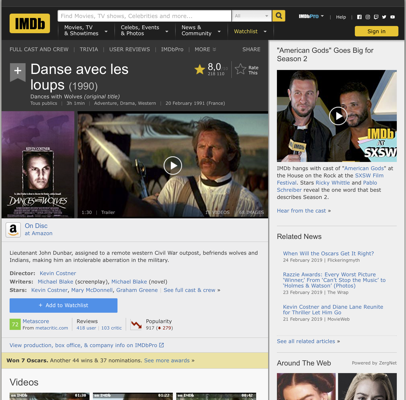 IMDb
Find Movies, TV shows, Celebrities and more...
All
IMDbPro
Help
Movies, TV & Showtimes
Celebs, Events & Photos
News & Community
Watchlist
Sign in
FULL CAST AND CREW | TRIVIA | USER REVIEWS | IMDbPro | MORE
SHARE
Danse avec les loups (1990)
8,0
Rate This
Dances with Wolves (original title)
Tous publics | 3h 1min | Adventure, Drama, Western | 20 February 1991 (France)
KEVIN COSTNER
DANCES WITH WOLVES
1:30 | Trailer
On Disc
at Amazon
Lieutenant John Dunbar, assigned to a remote western Civil War outpost, befriends wolves and
Indians, making him an intolerable aberration in the military.
Director: Kevin Costner
Writers: Michael Blake (screenplay), Michael Blake (novel)
Stars: Kevin Costner, Mary McDonnell, Graham Greene | See full cast & crew »
+ Add to Watchlist
72
Metascore
From metacritic.com
Reviews
418 user | 103 critic
Popularity
917 (279)
View production, box office, & company info on IMDbPro
Won 7 Oscars. Another 44 wins & 37 nominations. See more awards »
Videos
"American Gods" Goes Big for
Season 2
IMDb
AT
SXSW
IMDb hangs with cast of "American Gods" at
the House on the Rock at the SXSW Film
Festival. Stars Ricky Whittle and Pablo
Schreiber reveal the one word that best
describes Season 2.
Hear from the cast »
Related News
When Will the Oscars Get It Right?
24 February 2019 | Flickeringmyth
Razzie Awards: Every Worst Picture
'Winner,' From 'Can't Stop the Music' to
'Holmes & Watson' (Photos)
23 February 2019 | The Wrap
Kevin Costner and Diane Lane Reunite
for Thriller Let Him Go
21 February 2019 | MovieWeb
See all related articles »
Around The Web
Powered by ZergNet